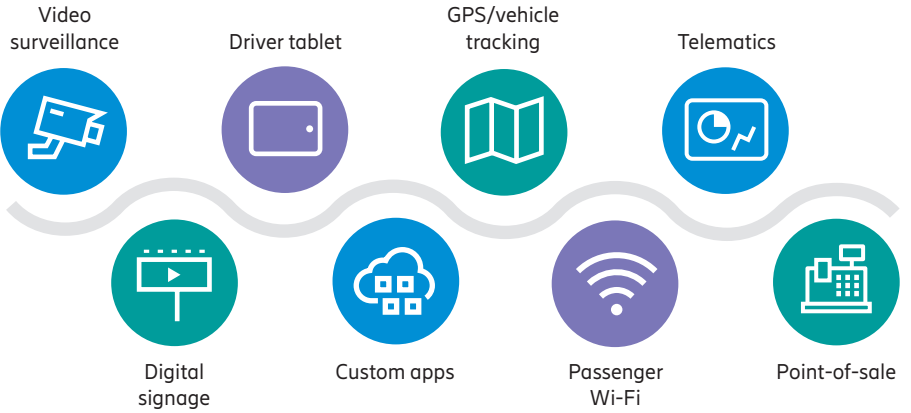 Video
surveillance
Driver tablet
GPS/vehicle
tracking
Telematics
Digital
signage
Custom apps
Passenger
Wi-Fi
Point-of-sale